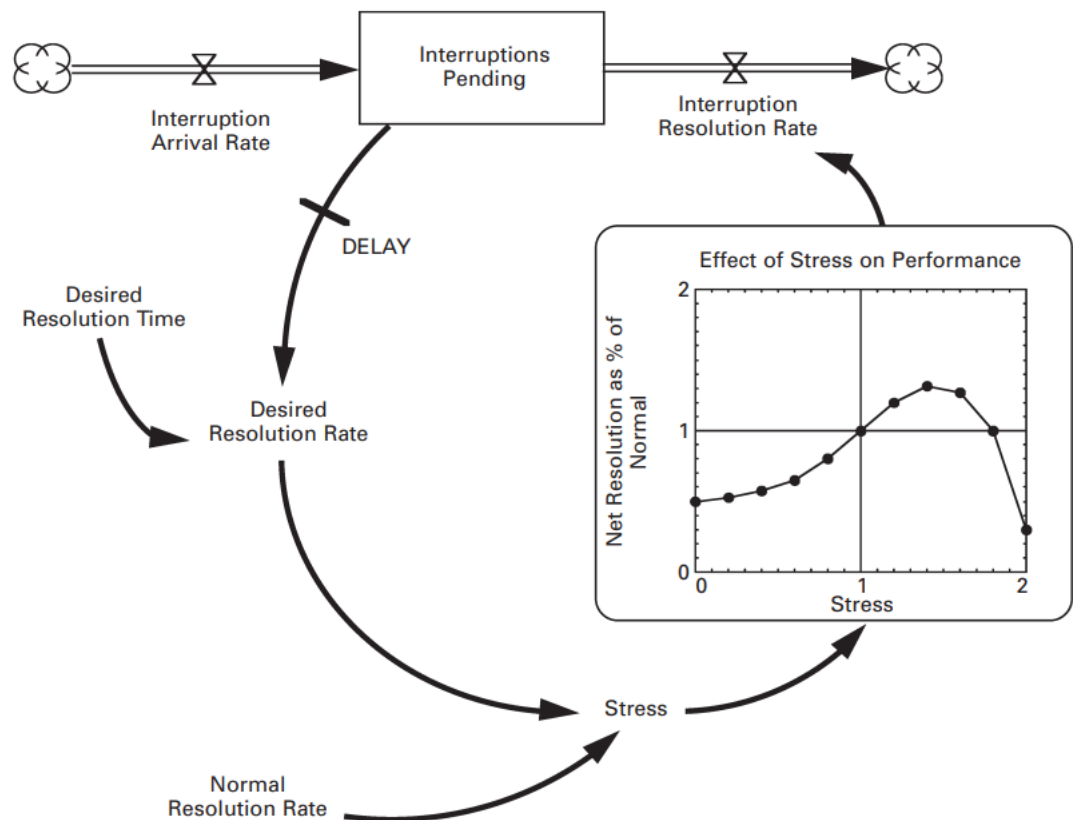 Interruptions
Pending
Interruption
Arrival Rate
Interruption
Resolution Rate
DELAY
Desired
Resolution Time
Desired
Resolution Rate
Effect of Stress on Performance
Net Resolution as % of
Normal
2
1
0
0
1
2
Stress
Stress
Normal
Resolution Rate